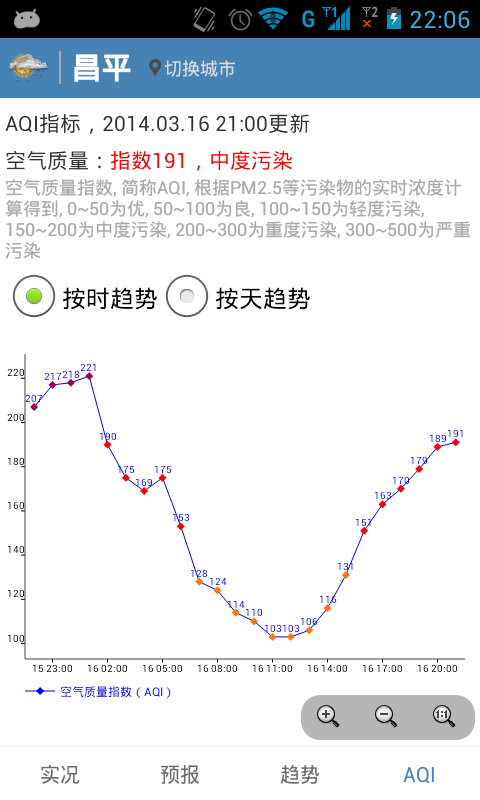 G 1 2 22:06
昌平 切换城市
AQI指标，2014.03.16 21:00更新
空气质量：指数191，中度污染
空气质量指数, 简称AQI, 根据PM2.5等污染物的实时浓度计
算得到, 0~50为优, 50~100为良, 100~150为轻度污染,
150~200为中度污染, 200~300为重度污染, 300~500为严重
污染
按时趋势 按天趋势
220
200
180
160
140
120
100
207 217 218 221 190 175 169 175 153 128 124 114 110 103 103 106 116 131 151 163 170 179 189 191
15 23:00 16 02:00 16 05:00 16 08:00 16 11:00 16 14:00 16 17:00 16 20:00
空气质量指数（AQI）
1:1
实况 预报 趋势 AQI